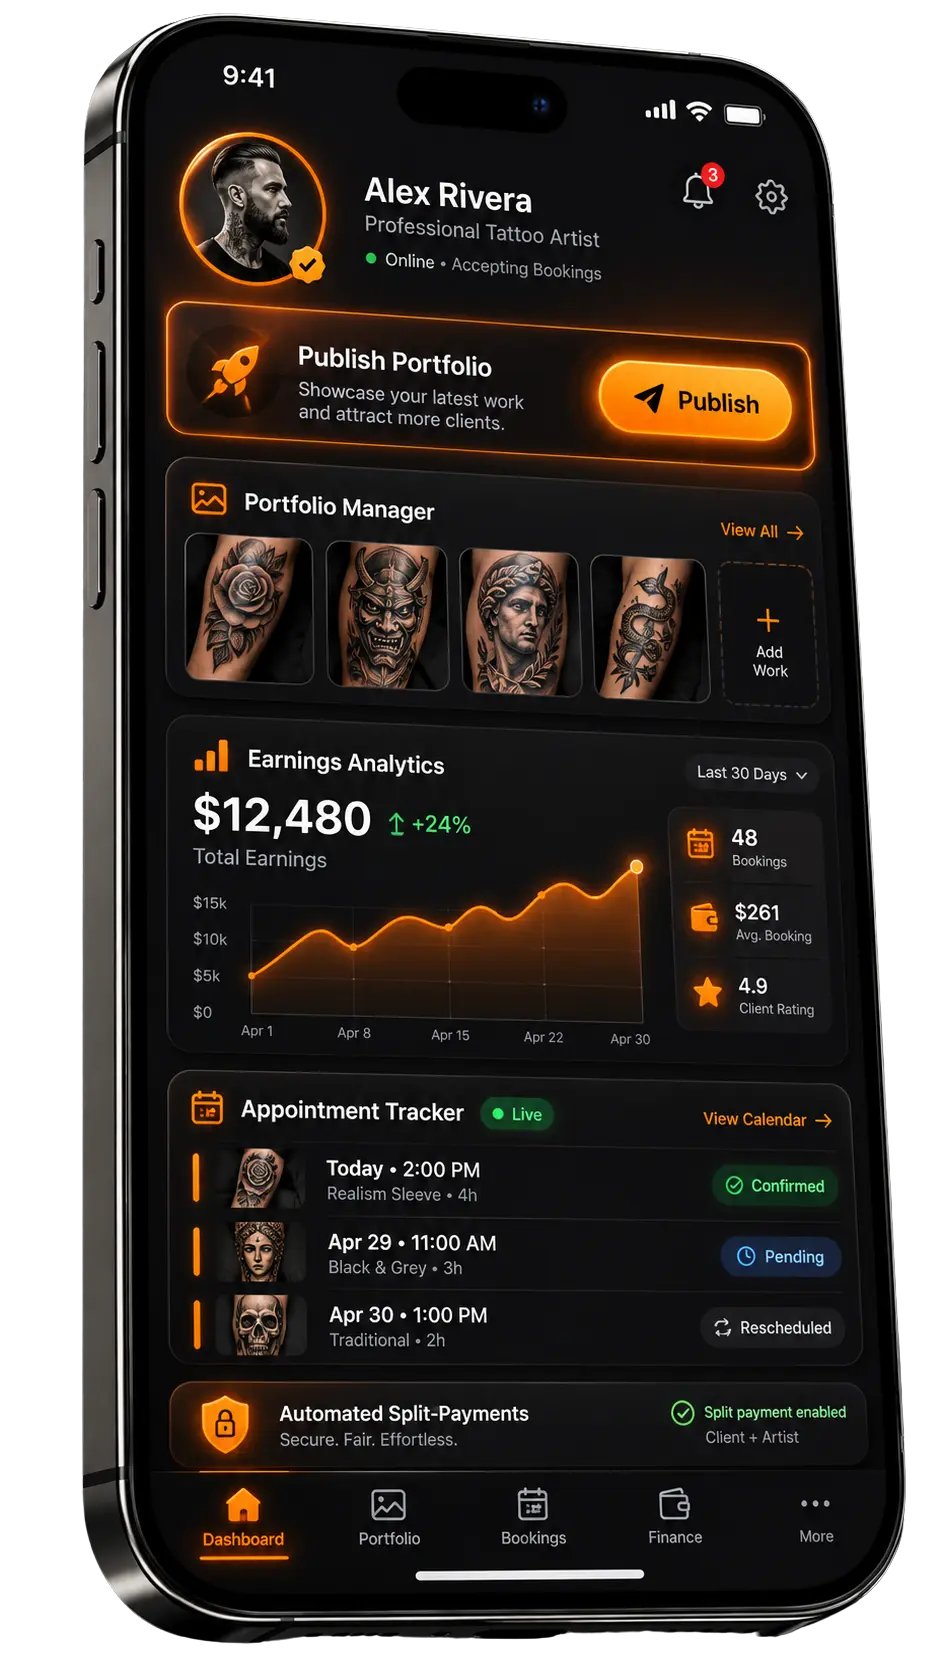 9:41
3
Alex Rivera
Professional Tattoo Artist
Online • Accepting Bookings
Publish Portfolio
Showcase your latest work
and attract more clients.
Publish
Portfolio Manager
View All →
+
Add
Work
Earnings Analytics
Last 30 Days
$12,480 ↑ +24%
Total Earnings
$15k
$10k
$5k
$0
Apr 1
Apr 8
Apr 15
Apr 22
Apr 30
48
Bookings
$261
Avg. Booking
4.9
Client Rating
Appointment Tracker
Live
View Calendar →
Today • 2:00 PM
Realism Sleeve • 4h
Confirmed
Apr 29 • 11:00 AM
Black & Grey • 3h
Pending
Apr 30 • 1:00 PM
Traditional • 2h
Rescheduled
Automated Split-Payments
Secure. Fair. Effortless.
Split payment enabled
Client + Artist
Dashboard
Portfolio
Bookings
Finance
More